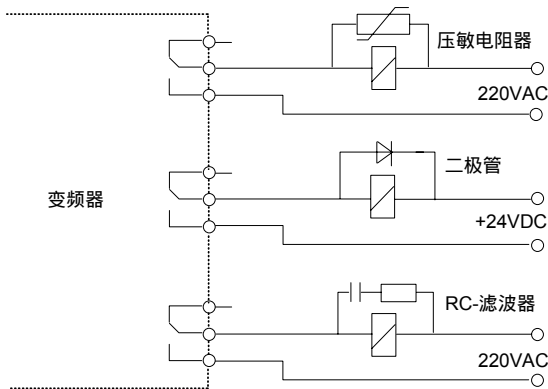 压敏电阻器
220VAC
二极管
变频器
+24VDC
RC-滤波器
220VAC